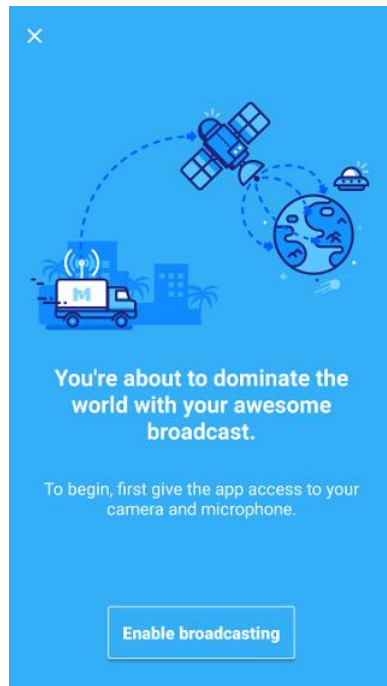 M
You're about to dominate the
world with your awesome
broadcast.
To begin, first give the app access to your
camera and microphone.
Enable broadcasting